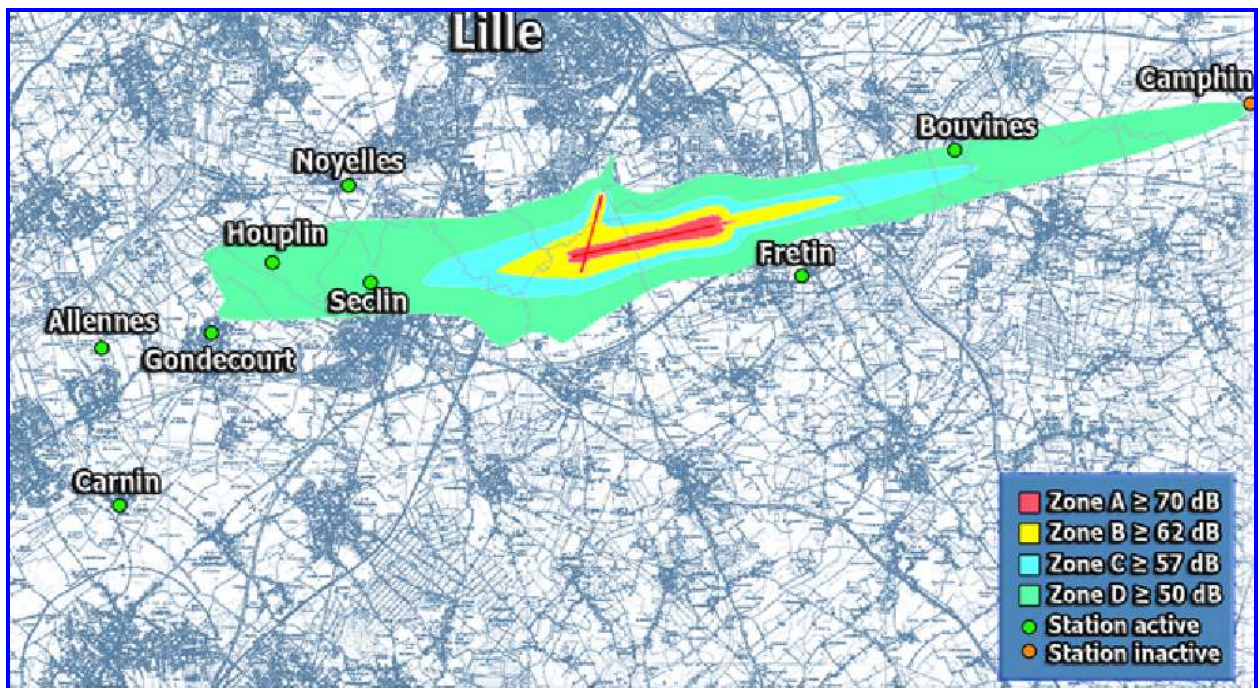 Lille
Camphin
Bouvines
Noyelles
Houplin
Fretin
Seclin
Allennes
Gondecourt
Carnin
Zone A ≥ 70 dB
Zone B ≥ 62 dB
Zone C ≥ 57 dB
Zone D ≥ 50 dB
Station active
Station inactive